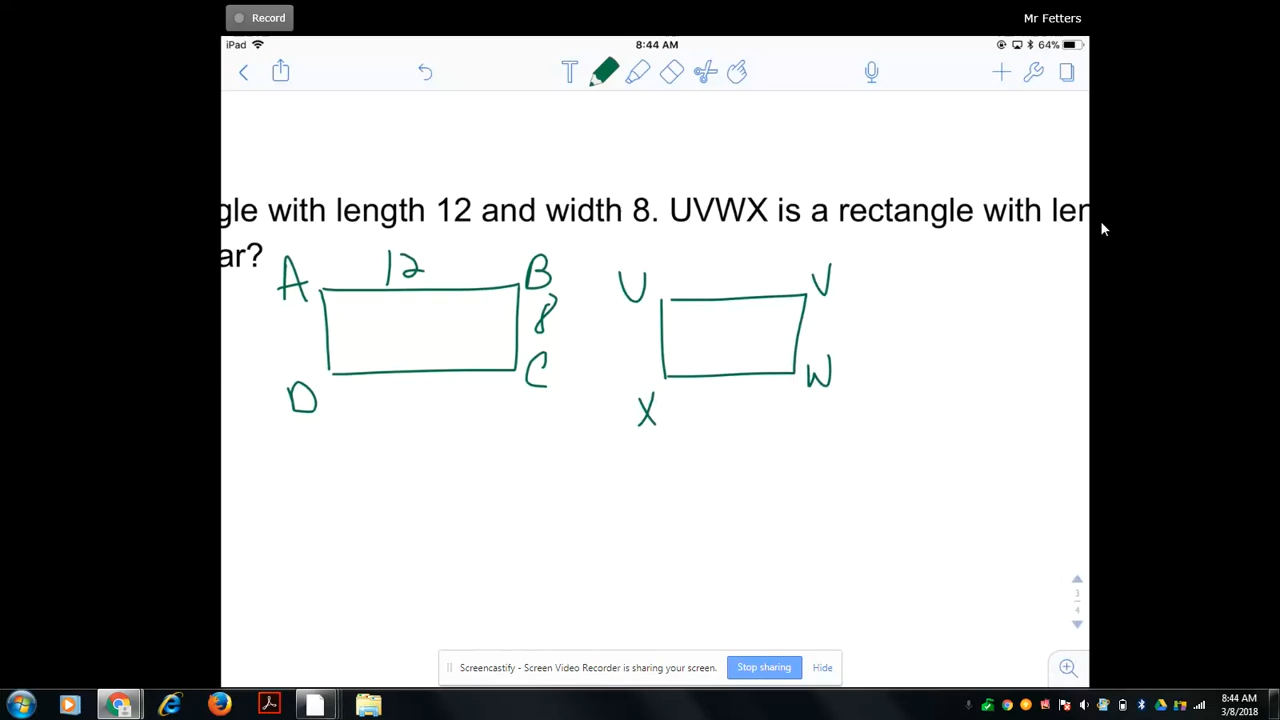 Record
Mr Fetters
iPad 8:44 AM 64%
T
gle with length 12 and width 8. UVWX is a rectangle with len
ar?
A 12 B U V
8
D C X W
3
4
Screencastify - Screen Video Recorder is sharing your screen. Stop sharing Hide
8:44 AM
3/8/2018